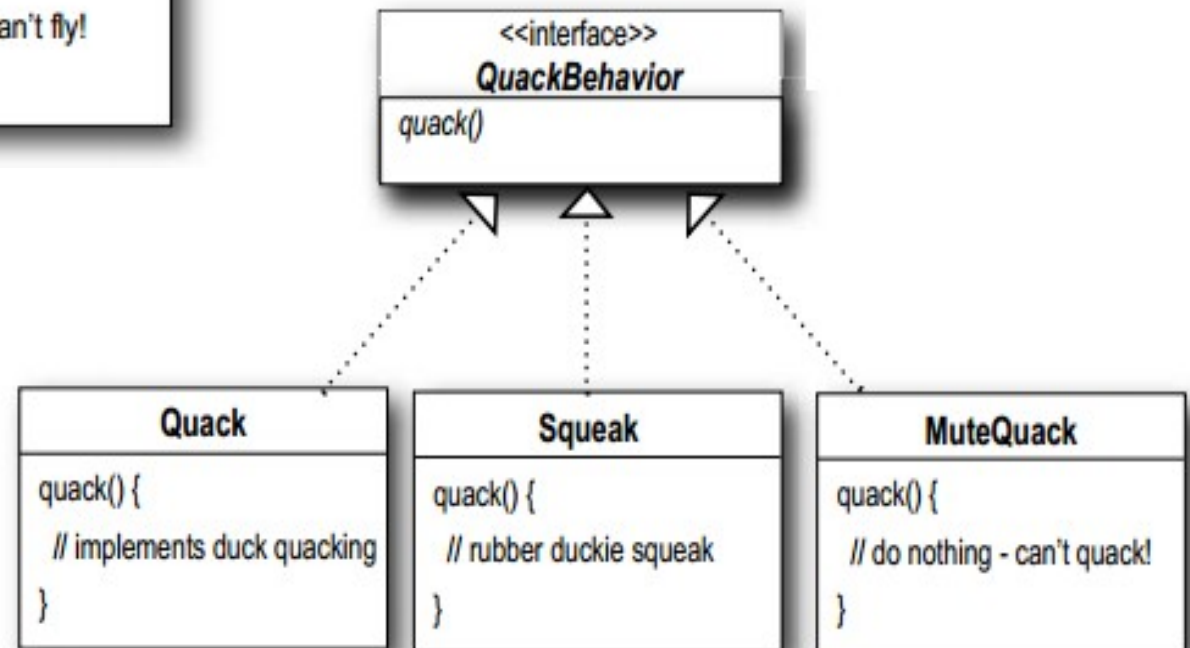 an't fly!
<<interface>>
QuackBehavior
quack()
Quack
quack() {
// implements duck quacking
}
Squeak
quack() {
// rubber duckie squeak
}
MuteQuack
quack() {
// do nothing - can't quack!
}